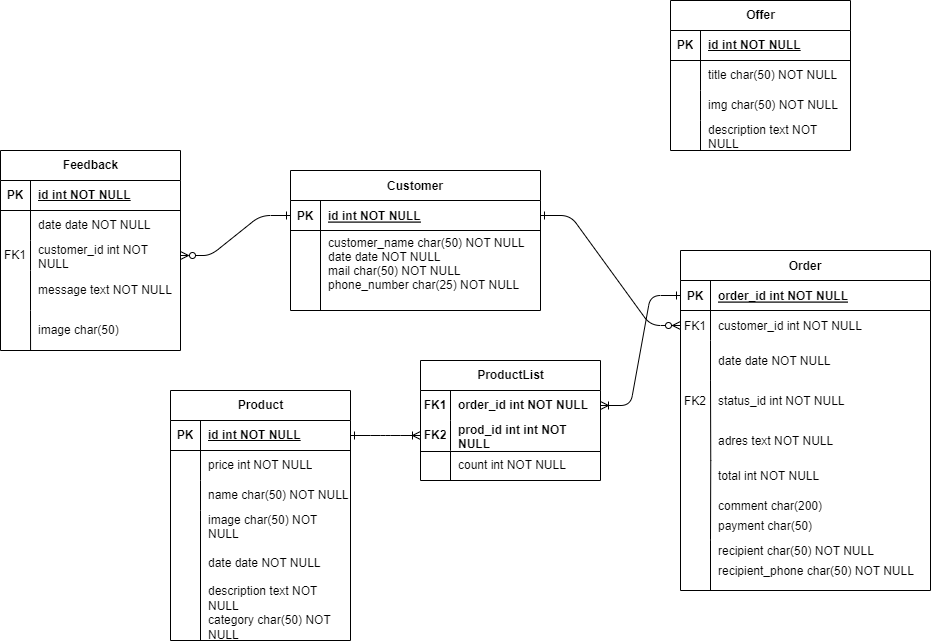 Offer
PK id int NOT NULL
title char(50) NOT NULL
img char(50) NOT NULL
description text NOT
NULL
Feedback
PK id int NOT NULL
date date NOT NULL
FK1 customer_id int NOT
NULL
message text NOT NULL
image char(50)
Customer
PK id int NOT NULL
customer_name char(50) NOT NULL
date date NOT NULL
mail char(50) NOT NULL
phone_number char(25) NOT NULL
Order
PK order_id int NOT NULL
FK1 customer_id int NOT NULL
date date NOT NULL
FK2 status_id int NOT NULL
adres text NOT NULL
total int NOT NULL
comment char(200)
payment char(50)
recipient char(50) NOT NULL
recipient_phone char(50) NOT NULL
ProductList
FK1 order_id int NOT NULL
FK2 prod_id int int NOT
NULL
count int NOT NULL
Product
PK id int NOT NULL
price int NOT NULL
name char(50) NOT NULL
image char(50) NOT
NULL
date date NOT NULL
description text NOT
NULL
category char(50) NOT
NULL